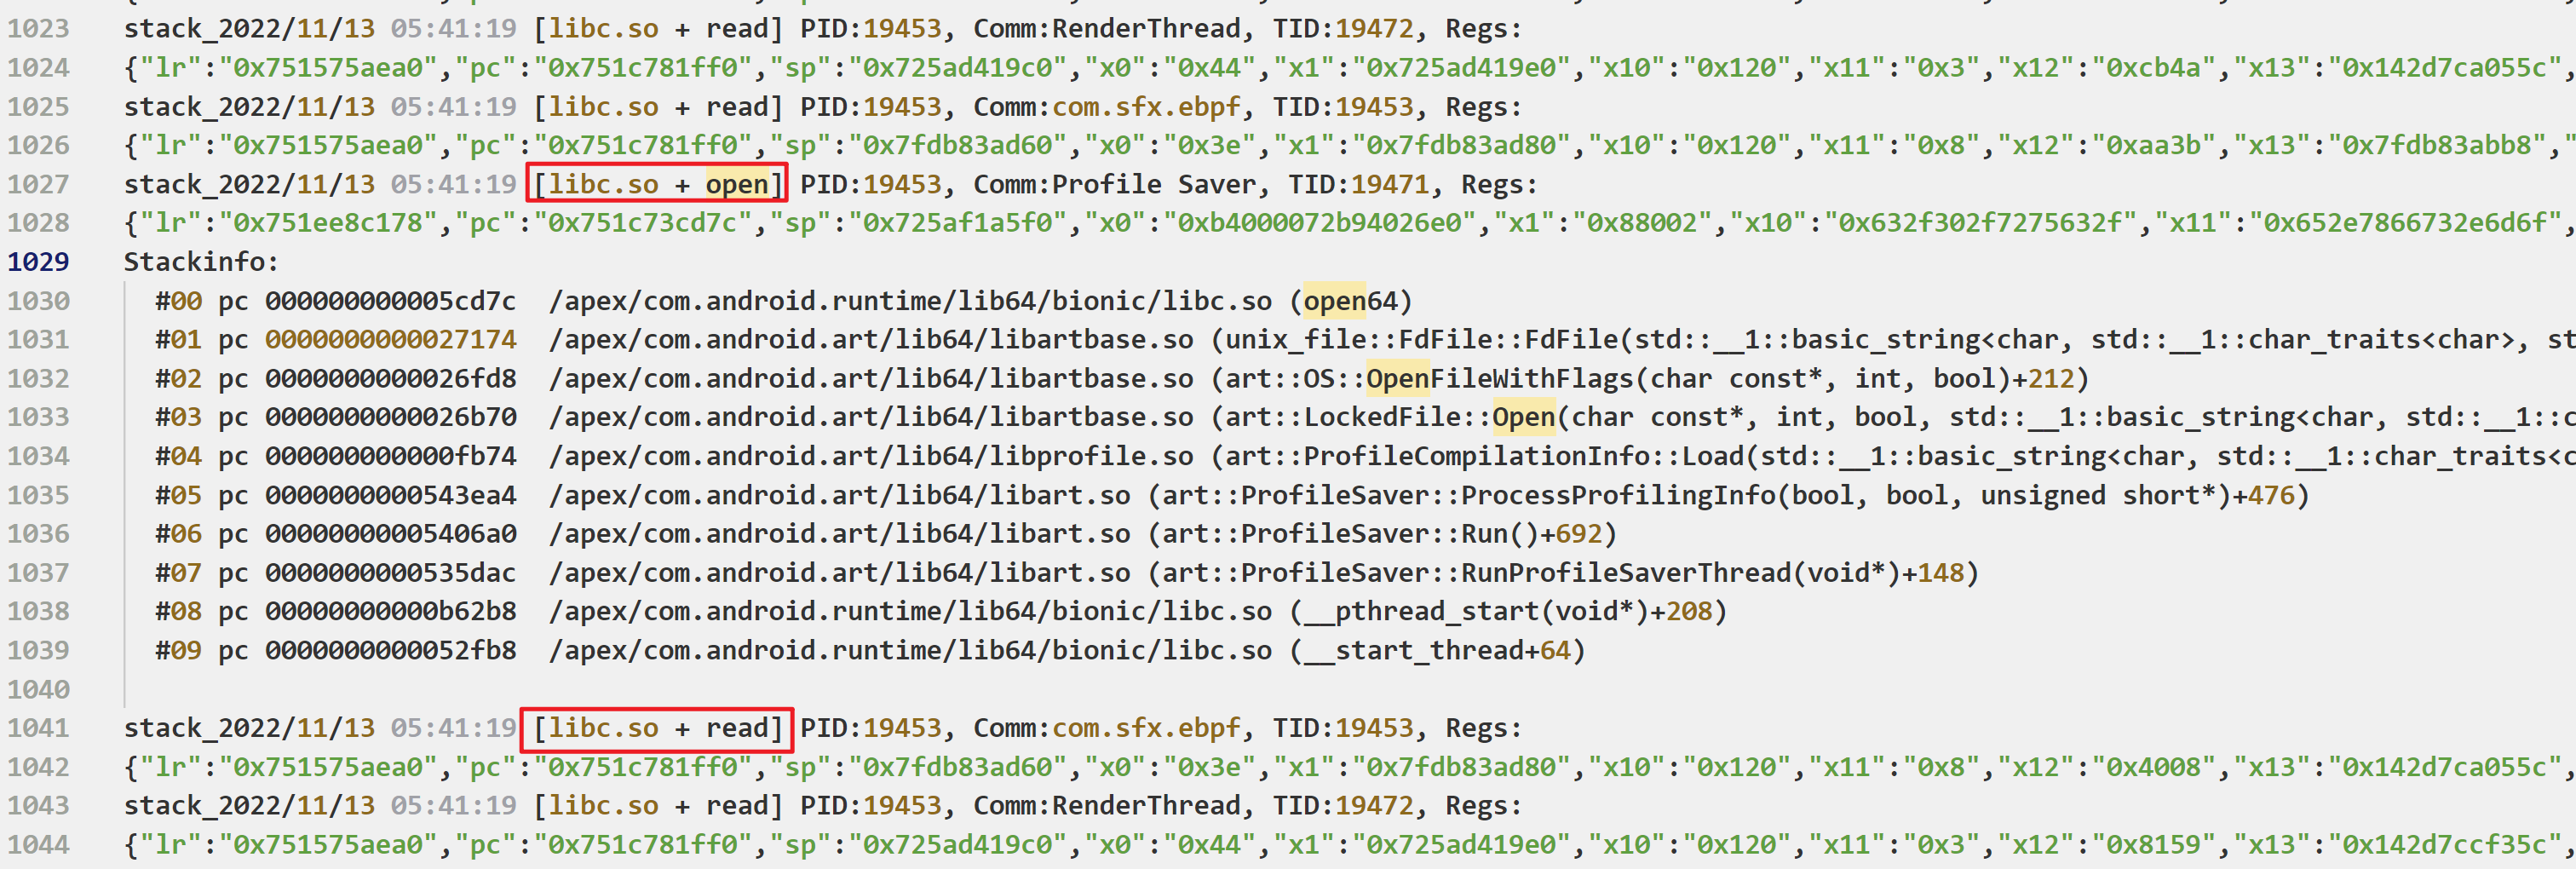 1023 stack_2022/11/13 05:41:19 [libc.so + read] PID:19453, Comm:RenderThread, TID:19472, Regs:
1024 {"lr":"0x751575aea0","pc":"0x751c781ff0","sp":"0x725ad419c0","x0":"0x44","x1":"0x725ad419e0","x10":"0x120","x11":"0x3","x12":"0xcb4a","x13":"0x142d7ca055c",
1025 stack_2022/11/13 05:41:19 [libc.so + read] PID:19453, Comm:com.sfx.ebpf, TID:19453, Regs:
1026 {"lr":"0x751575aea0","pc":"0x751c781ff0","sp":"0x7fdb83ad60","x0":"0x3e","x1":"0x7fdb83ad80","x10":"0x120","x11":"0x8","x12":"0xaa3b","x13":"0x7fdb83abb8","
1027 stack_2022/11/13 05:41:19 [libc.so + open] PID:19453, Comm:Profile Saver, TID:19471, Regs:
1028 {"lr":"0x751ee8c178","pc":"0x751c73cd7c","sp":"0x725af1a5f0","x0":"0xb4000072b94026e0","x1":"0x88002","x10":"0x632f302f7275632f","x11":"0x652e7866732e6d6f",
1029 Stackinfo:
1030 #00 pc 000000000005cd7c /apex/com.android.runtime/lib64/bionic/libc.so (open64)
1031 #01 pc 0000000000027174 /apex/com.android.art/lib64/libartbase.so (unix_file::FdFile::FdFile(std::__1::basic_string<char, std::__1::char_traits<char>, st
1032 #02 pc 0000000000026fd8 /apex/com.android.art/lib64/libartbase.so (art::OS::OpenFileWithFlags(char const*, int, bool)+212)
1033 #03 pc 0000000000026b70 /apex/com.android.art/lib64/libartbase.so (art::LockedFile::Open(char const*, int, bool, std::__1::basic_string<char, std::__1::c
1034 #04 pc 000000000000fb74 /apex/com.android.art/lib64/libprofile.so (art::ProfileCompilationInfo::Load(std::__1::basic_string<char, std::__1::char_traits<c
1035 #05 pc 0000000000543ea4 /apex/com.android.art/lib64/libart.so (art::ProfileSaver::ProcessProfilingInfo(bool, bool, unsigned short*)+476)
1036 #06 pc 00000000005406a0 /apex/com.android.art/lib64/libart.so (art::ProfileSaver::Run()+692)
1037 #07 pc 0000000000535dac /apex/com.android.art/lib64/libart.so (art::ProfileSaver::RunProfileSaverThread(void*)+148)
1038 #08 pc 00000000000b62b8 /apex/com.android.runtime/lib64/bionic/libc.so (__pthread_start(void*)+208)
1039 #09 pc 0000000000052fb8 /apex/com.android.runtime/lib64/bionic/libc.so (__start_thread+64)
1040
1041 stack_2022/11/13 05:41:19 [libc.so + read] PID:19453, Comm:com.sfx.ebpf, TID:19453, Regs:
1042 {"lr":"0x751575aea0","pc":"0x751c781ff0","sp":"0x7fdb83ad60","x0":"0x3e","x1":"0x7fdb83ad80","x10":"0x120","x11":"0x8","x12":"0x4008","x13":"0x142d7ca055c",
1043 stack_2022/11/13 05:41:19 [libc.so + read] PID:19453, Comm:RenderThread, TID:19472, Regs:
1044 {"lr":"0x751575aea0","pc":"0x751c781ff0","sp":"0x725ad419c0","x0":"0x44","x1":"0x725ad419e0","x10":"0x120","x11":"0x3","x12":"0x8159","x13":"0x142d7ccf35c",